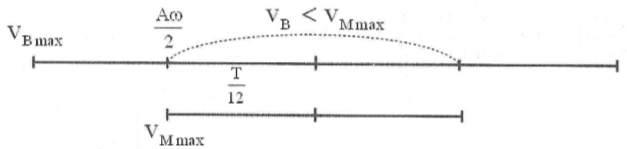 Aω/2
V_B < V_Mmax
V_Bmax
T/12
V_Mmax